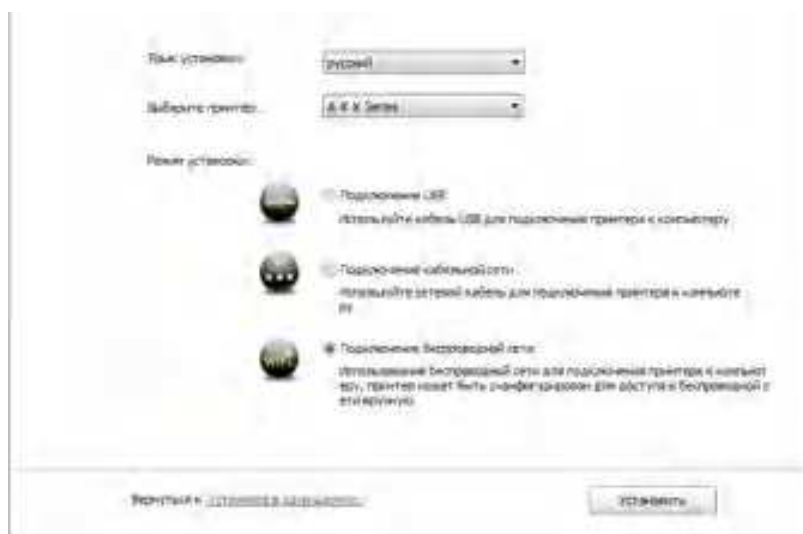 Язык установки:
русский
Выберите принтер:
A # X Series
Режим установки:
Подключение USB
Используйте кабель USB для подключения принтера к компьютеру
Подключение кабельной сети
Используйте сетевой кабель для подключения принтера к компьюте
ру
Подключение беспроводной сети
Использование беспроводной сети для подключения принтера к компьют
еру, принтер может быть сконфигурирован для доступа к беспроводной с
ети вручную.
Вернуться к
Установить